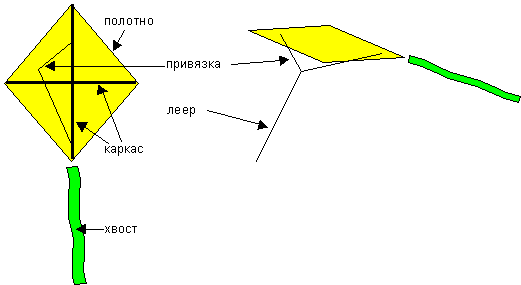 полотно
привязка
леер
каркас
хвост